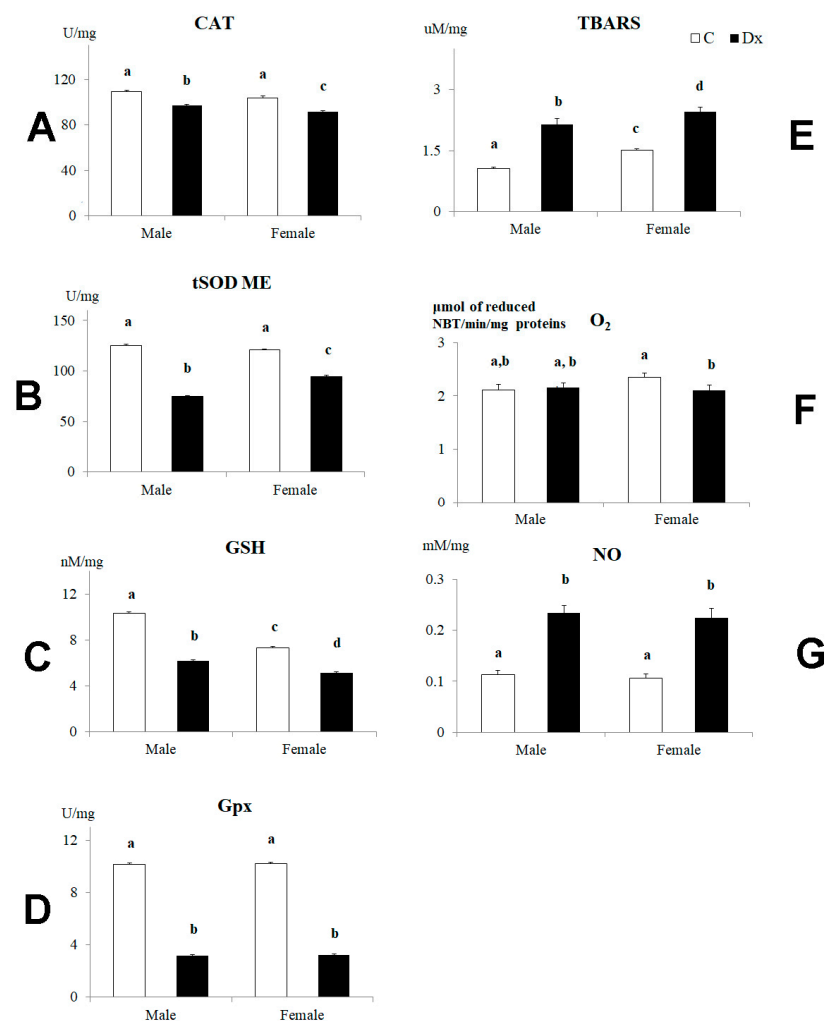 CAT
U/mg
120
80
40
0
a
b
a
c
Male
Female
A
tSOD ME
U/mg
150
100
50
0
a
b
a
c
Male
Female
B
GSH
nM/mg
12
8
4
0
a
b
c
d
Male
Female
C
Gpx
U/mg
12
8
4
0
a
b
a
b
Male
Female
D
TBARS
uM/mg
C
Dx
3
1.5
0
a
b
c
d
Male
Female
E
µmol of reduced
NBT/min/mg proteins
O2
3
2
1
0
a,b
a, b
a
b
Male
Female
F
NO
mM/mg
0.3
0.2
0.1
0
a
b
a
b
Male
Female
G